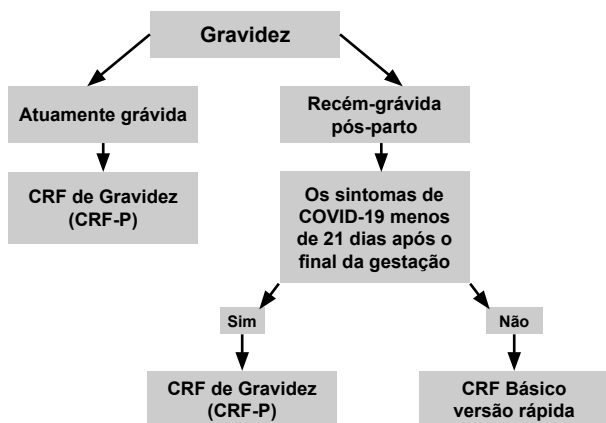 Gravidez
Atuamente grávida
Recém-grávida
pós-parto
CRF de Gravidez
(CRF-P)
Os sintomas de
COVID-19 menos
de 21 dias após o
final da gestação
Sim
Não
CRF de Gravidez
(CRF-P)
CRF Básico
versão rápida